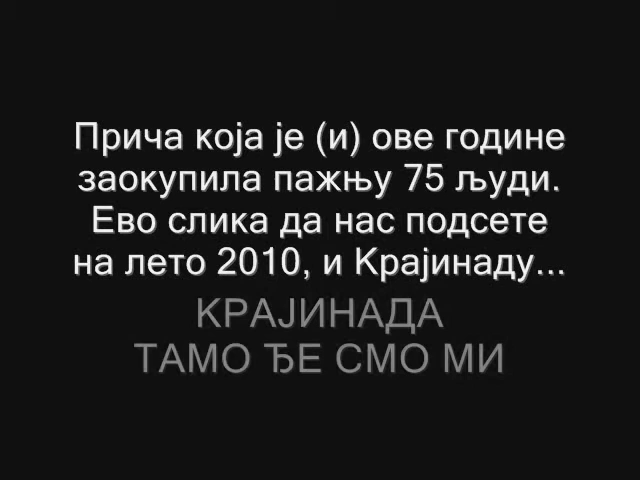 Прича која је (и) ове године
заокупила пажњу 75 људи.
Ево слика да нас подсете
на лето 2010, и Крајинаду...
КРАЈИНАДА
ТАМО ЂЕ СМО МИ